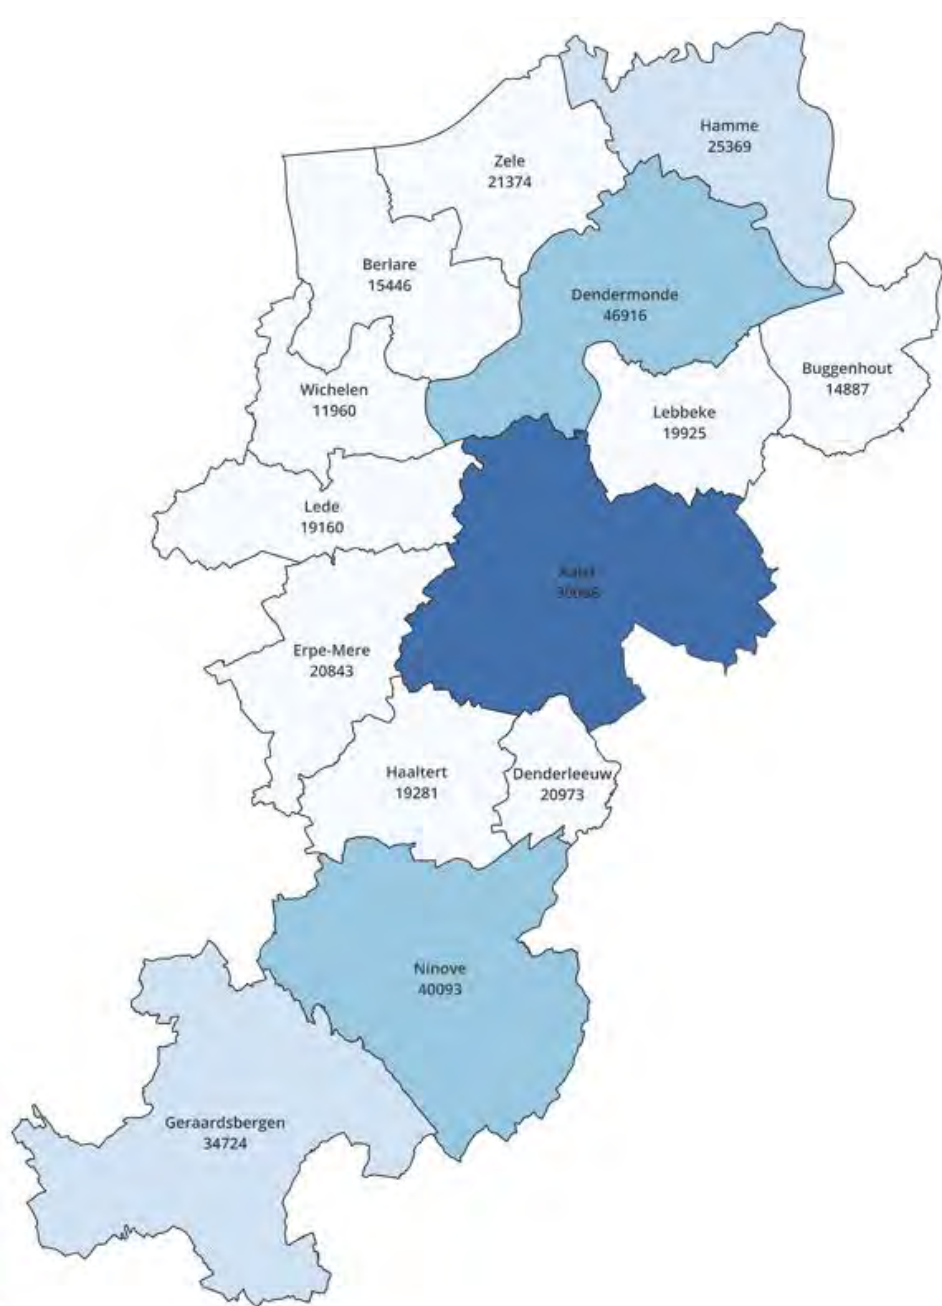 Hamme
25369
Zele
21374
Berlare
15446
Dendermonde
46916
Buggenhout
14887
Wichelen
11960
Lebbeke
19925
Lede
19160
Aalst
Erpe-Mere
20843
Haaltert
19281
Denderleeuw
20973
Ninove
40093
Geraardsbergen
34724